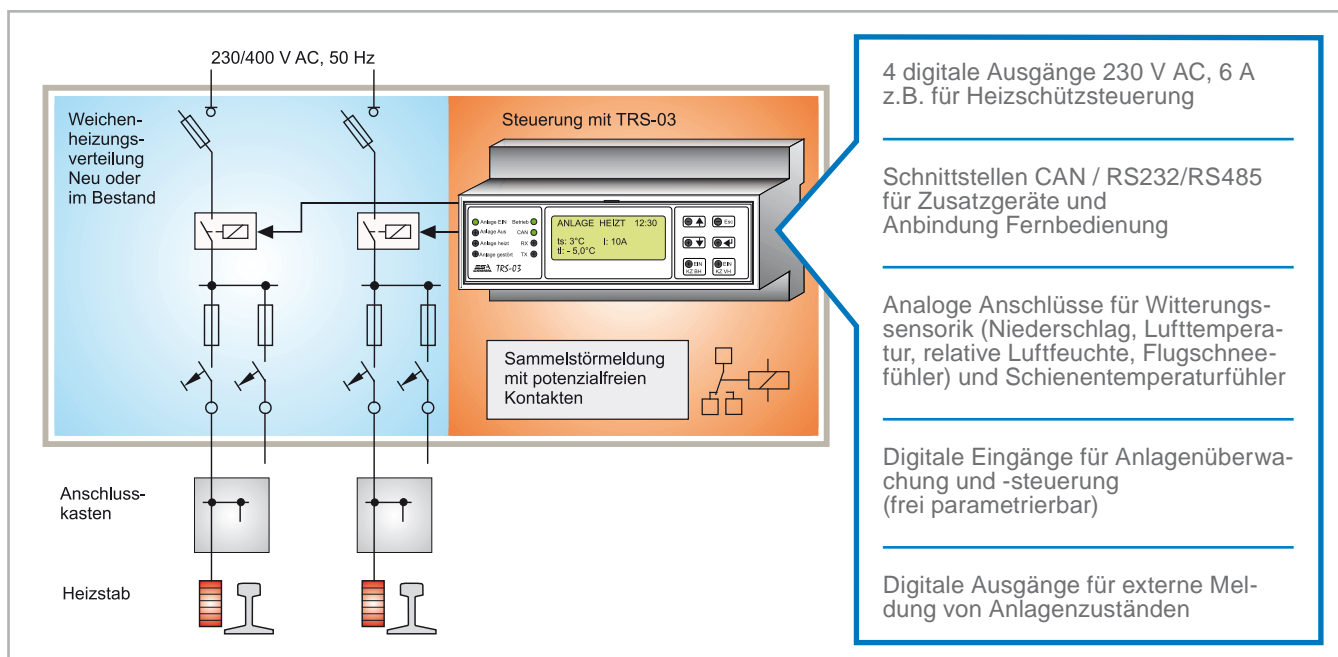 230/400 V AC, 50 Hz
Weichen-
heizungs-
verteilung
Neu oder
im Bestand
Steuerung mit TRS-03
Anlage EIN Betrieb
Anlage Aus CAN
Anlage heizt RX
Anlage gestört TX
TRS-03
ANLAGE HEIZT 12:30
ts: 3°C I: 10A
tl: - 5,0°C
Esc
EIN
KZ BH
EIN
KZ VH
Sammelstörmeldung
mit potenzialfreien
Kontakten
Anschluss-
kasten
Heizstab
4 digitale Ausgänge 230 V AC, 6 A
z.B. für Heizschützsteuerung
Schnittstellen CAN / RS232/RS485
für Zusatzgeräte und
Anbindung Fernbedienung
Analoge Anschlüsse für Witterungs-
sensorik (Niederschlag, Lufttempera-
tur, relative Luftfeuchte, Flugschnee-
fühler) und Schienentemperaturfühler
Digitale Eingänge für Anlagenüberwa-
chung und -steuerung
(frei parametrierbar)
Digitale Ausgänge für externe Mel-
dung von Anlagenzuständen